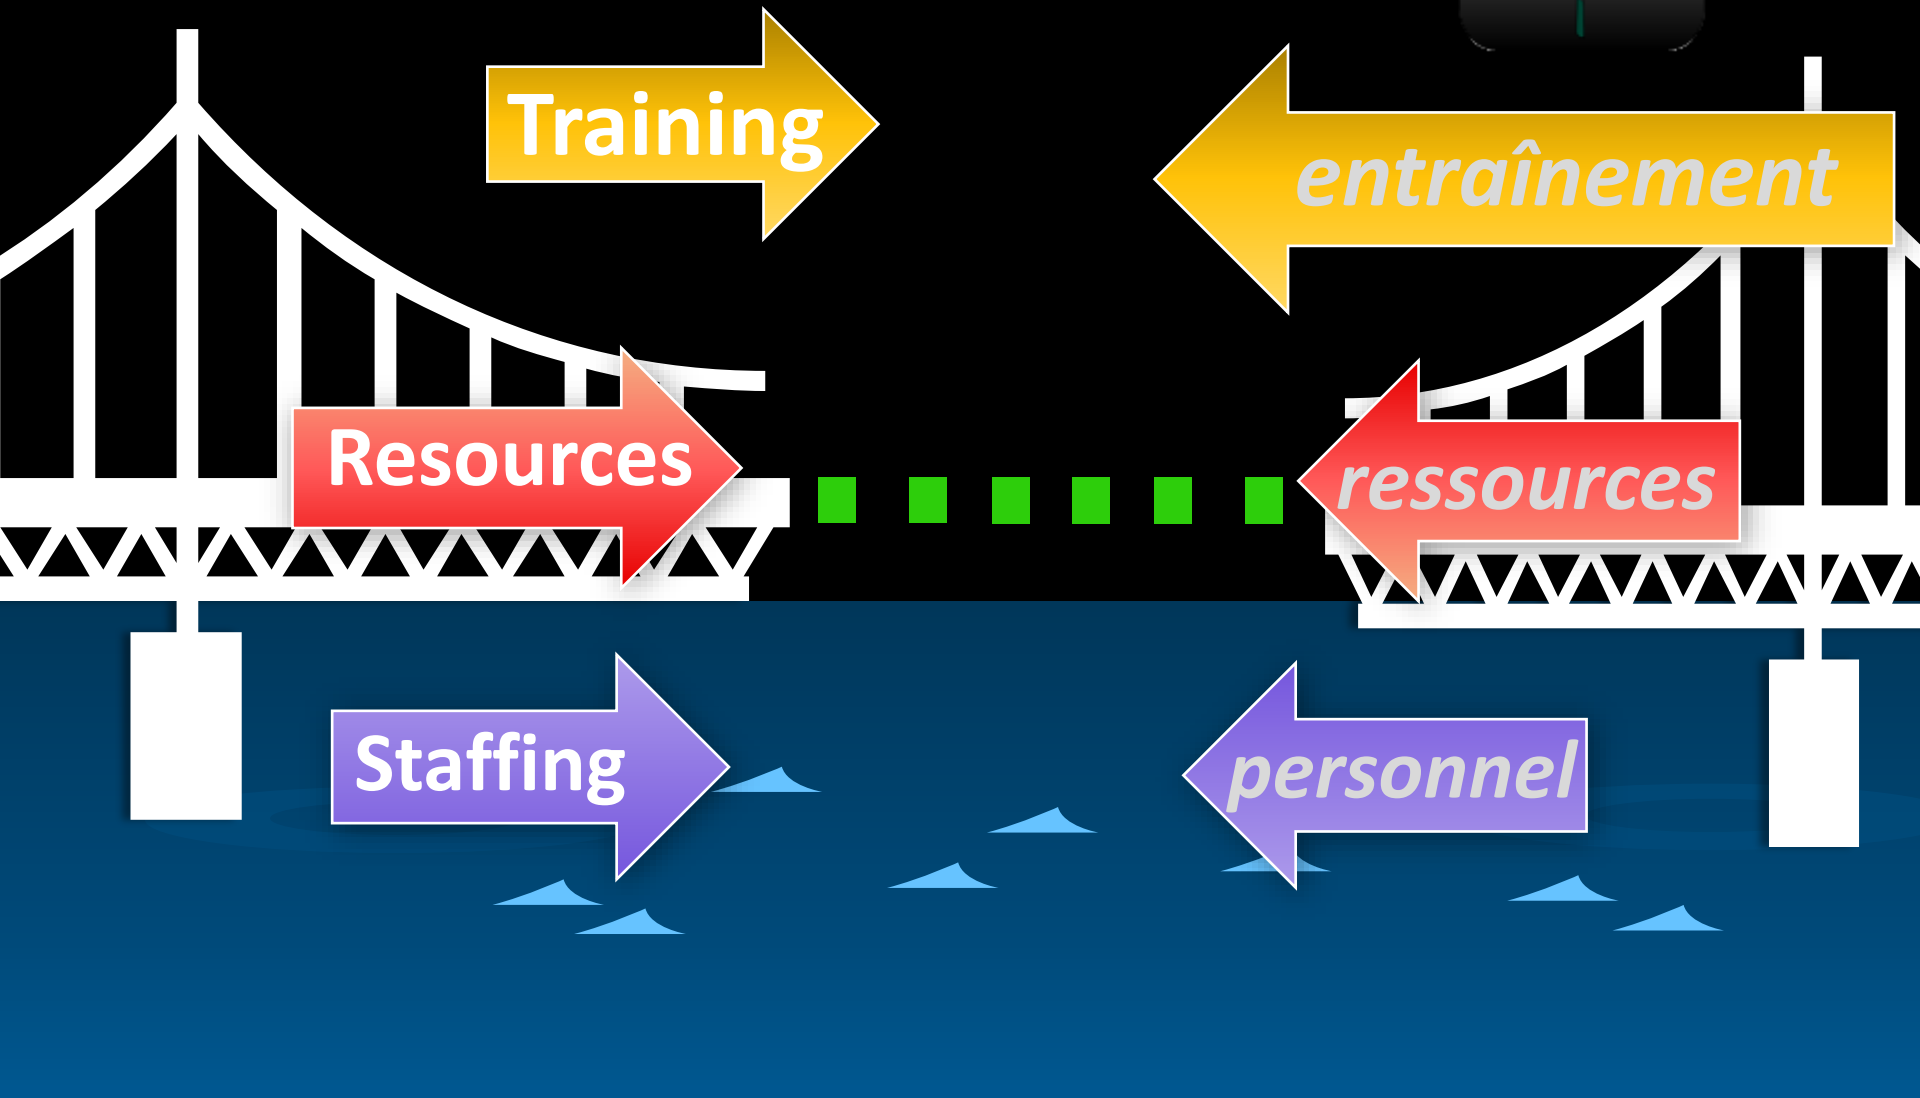 Training
entraînement
Resources
ressources
Staffing
personnel